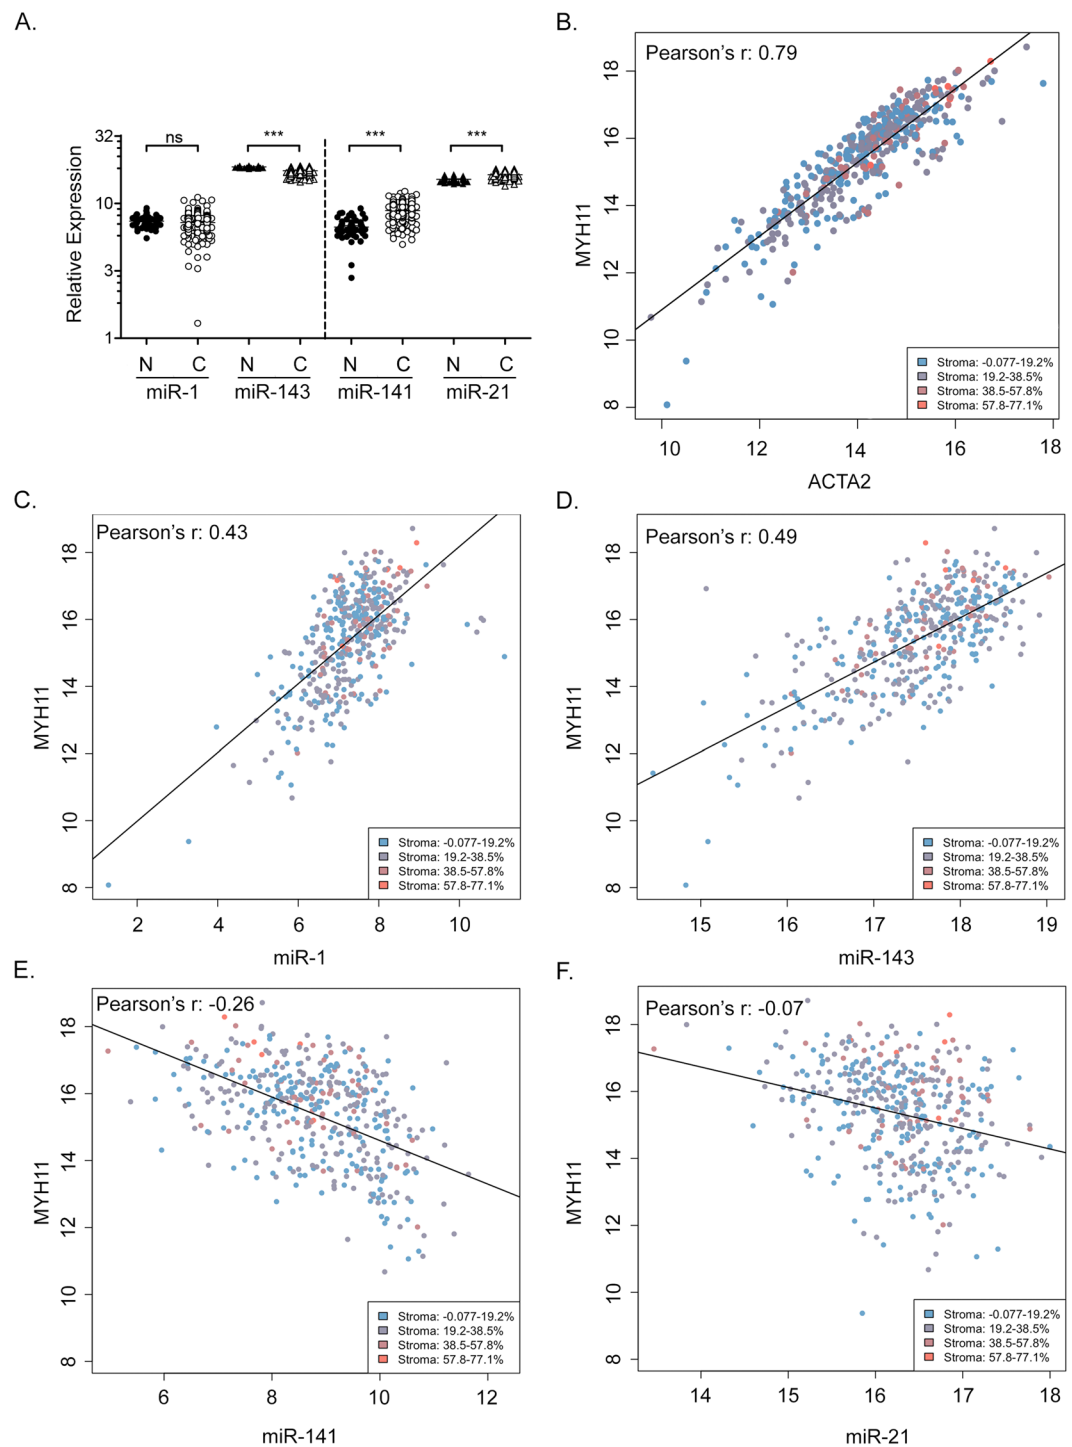 A.
ns
***
***
***
32
10
3
1
Relative Expression
N C N C N C N C
miR-1 miR-143 miR-141 miR-21
B.
Pearson's r: 0.79
18
16
14
12
10
8
MYH11
Stroma: -0.077-19.2%
Stroma: 19.2-38.5%
Stroma: 38.5-57.8%
Stroma: 57.8-77.1%
10 12 14 16 18
ACTA2
C.
Pearson's r: 0.43
18
16
14
12
10
8
MYH11
Stroma: -0.077-19.2%
Stroma: 19.2-38.5%
Stroma: 38.5-57.8%
Stroma: 57.8-77.1%
2 4 6 8 10
miR-1
D.
Pearson's r: 0.49
18
16
14
12
10
8
MYH11
Stroma: -0.077-19.2%
Stroma: 19.2-38.5%
Stroma: 38.5-57.8%
Stroma: 57.8-77.1%
15 16 17 18 19
miR-143
E.
Pearson's r: -0.26
18
16
14
12
10
8
MYH11
Stroma: -0.077-19.2%
Stroma: 19.2-38.5%
Stroma: 38.5-57.8%
Stroma: 57.8-77.1%
6 8 10 12
miR-141
F.
Pearson's r: -0.07
18
16
14
12
10
8
MYH11
Stroma: -0.077-19.2%
Stroma: 19.2-38.5%
Stroma: 38.5-57.8%
Stroma: 57.8-77.1%
14 15 16 17 18
miR-21